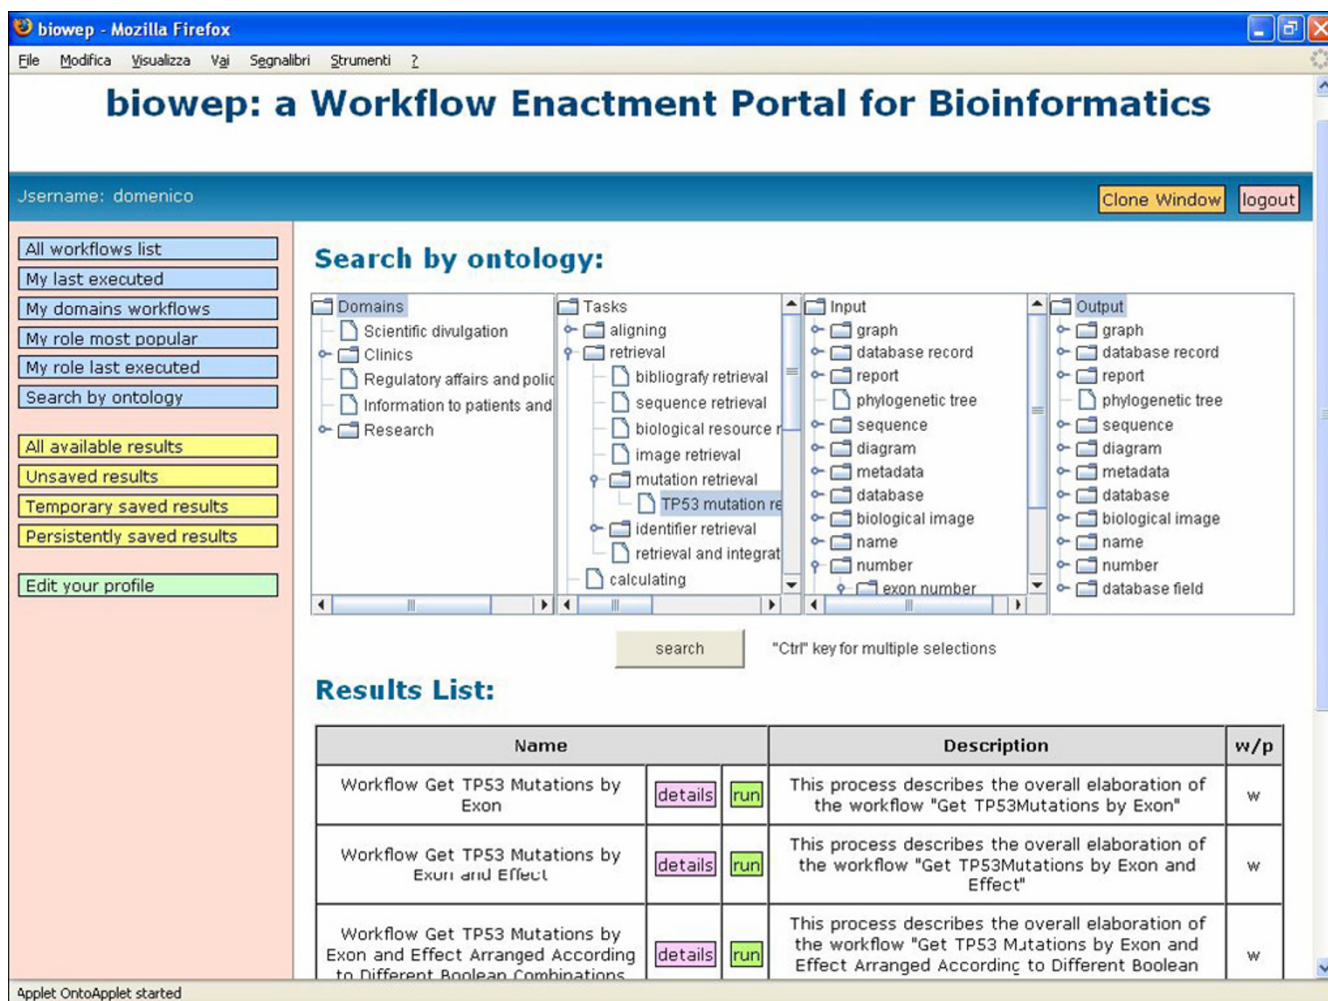 biowep - Mozilla Firefox
File Modifica Visualizza Vai Segnalibri Strumenti ?
biowep: a Workflow Enactment Portal for Bioinformatics
Jsername: domenico
Clone Window
logout
All workflows list
My last executed
My domains workflows
My role most popular
My role last executed
Search by ontology
All available results
Unsaved results
Temporary saved results
Persistently saved results
Edit your profile
Search by ontology:
Domains
Scientific divulgation
Clinics
Regulatory affairs and polic
Information to patients and
Research
Tasks
aligning
retrieval
bibliografy retrieval
sequence retrieval
biological resource r
image retrieval
mutation retrieval
TP53 mutation re
identifier retrieval
retrieval and integrat
calculating
Input
graph
database record
report
phylogenetic tree
sequence
diagram
metadata
database
biological image
name
number
exon number
Output
graph
database record
report
phylogenetic tree
sequence
diagram
metadata
database
biological image
name
number
database field
search
"Ctrl" key for multiple selections
Results List:
Name
Description
w/p
Workflow Get TP53 Mutations by
Exon
details
run
This process describes the overall elaboration of
the workflow "Get TP53Mutations by Exon"
w
Workflow Get TP53 Mutations by
Exon and Effect
details
run
This process describes the overall elaboration of
the workflow "Get TP53Mutations by Exon and
Effect"
w
Workflow Get TP53 Mutations by
Exon and Effect Arranged According
to Different Boolean Combinations
details
run
This process describes the overall elaboration of
the workflow "Get TP53 Mutations by Exon and
Effect Arranged According to Different Boolean
w
Applet OntoApplet started